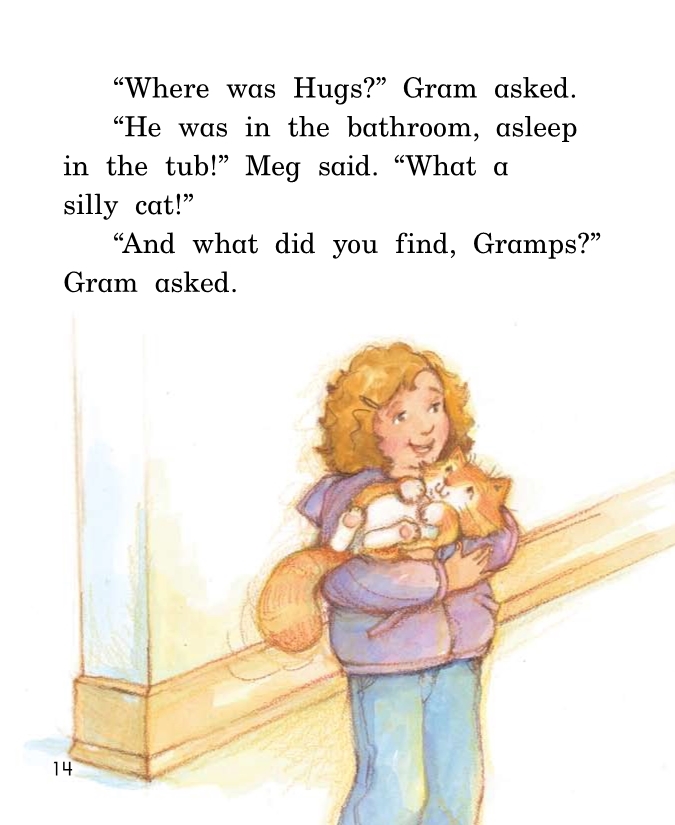 “Where was Hugs?” Gram asked.
“He was in the bathroom, asleep
in the tub!” Meg said. “What a
silly cat!”
“And what did you find, Gramps?”
Gram asked.
14